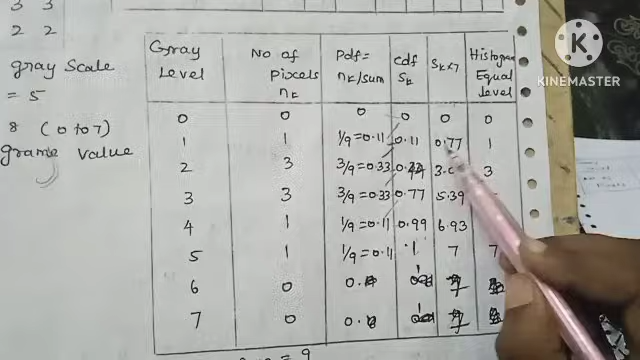 3 3
2 2
gray Scale
= 5
8 (0 to 7)
grame value
Gray Level | No of Pixels nk | Pdf= nk/sum | cdf Sk | Sk×7 | Histogram Equal level
0 | 0 | 0 | 0 | 0 | 0
1 | 1 | 1/9=0.11 | 0.11 | 0.77 | 1
2 | 3 | 3/9=0.33 | | | 3
3 | 3 | 3/9=0.33 | 0.77 | 5.39
4 | 1 | 1/9=0.11 | 0.99 | 6.93
5 | 1 | 1/9=0.11 | 1 | 7 | 7
6 | 0 | | 1 | 7
7 | 0 | | 1 | 7
= 9
KINEMASTER